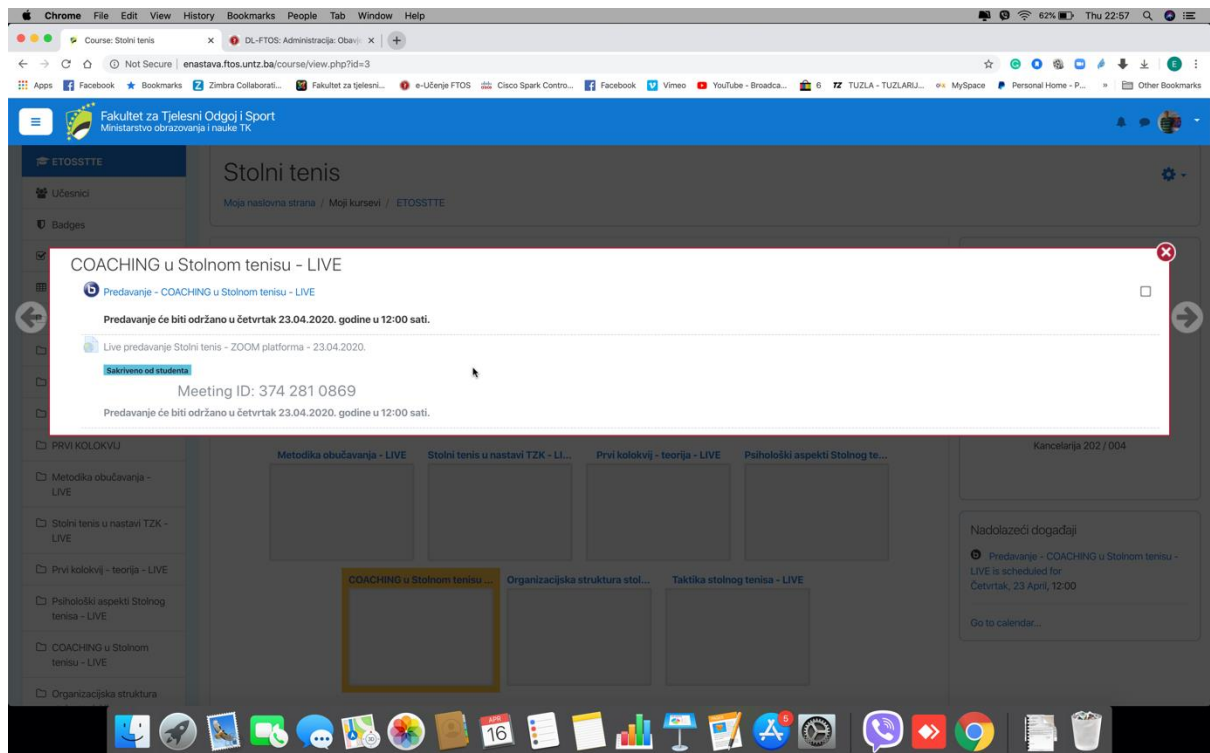 Chrome File Edit View History Bookmarks People Tab Window Help 62% Thu 22:57
Course: Stolni tenis DL-FTOS: Administracija: Obavje
Not Secure enastava.ftos.untz.ba/course/view.php?id=3
Apps Facebook Bookmarks Zimbra Collaborati... Fakultet za tjelesni... e-Učenje FTOS Cisco Spark Contro... Facebook Vimeo YouTube - Broadca... 6 TUZLA - TUZLARIJ... MySpace Personal Home - P... » Other Bookmarks
Fakultet za Tjelesni Odgoj i Sport
Ministarstvo obrazovanja i nauke TK
ETOSSTTE
Učesnici
Badges
Stolni tenis
Moja naslovna strana / Moji kursevi / ETOSSTTE
COACHING u Stolnom tenisu - LIVE
Predavanje - COACHING u Stolnom tenisu - LIVE
Predavanje će biti održano u četvrtak 23.04.2020. godine u 12:00 sati.
Live predavanje Stolni tenis - ZOOM platforma - 23.04.2020.
Sakriveno od studenta
Meeting ID: 374 281 0869
Predavanje će biti održano u četvrtak 23.04.2020. godine u 12:00 sati.
PRVI KOLOKVIJ
Metodika obučavanja -
LIVE
Stolni tenis u nastavi TZK -
LIVE
Prvi kolokvij - teorija - LIVE
Psihološki aspekti Stolnog
tenisa - LIVE
COACHING u Stolnom
tenisu - LIVE
Organizacijska struktura
Metodika obučavanja - LIVE Stolni tenis u nastavi TZK - LI... Prvi kolokvij - teorija - LIVE Psihološki aspekti Stolnog te...
COACHING u Stolnom tenisu ... Organizacijska struktura stol... Taktika stolnog tenisa - LIVE
Kancelarija 202 / 004
Nadolazeći događaji
Predavanje - COACHING u Stolnom tenisu -
LIVE is scheduled for
Četvrtak, 23 April, 12:00
Go to calendar...
APR
16
5